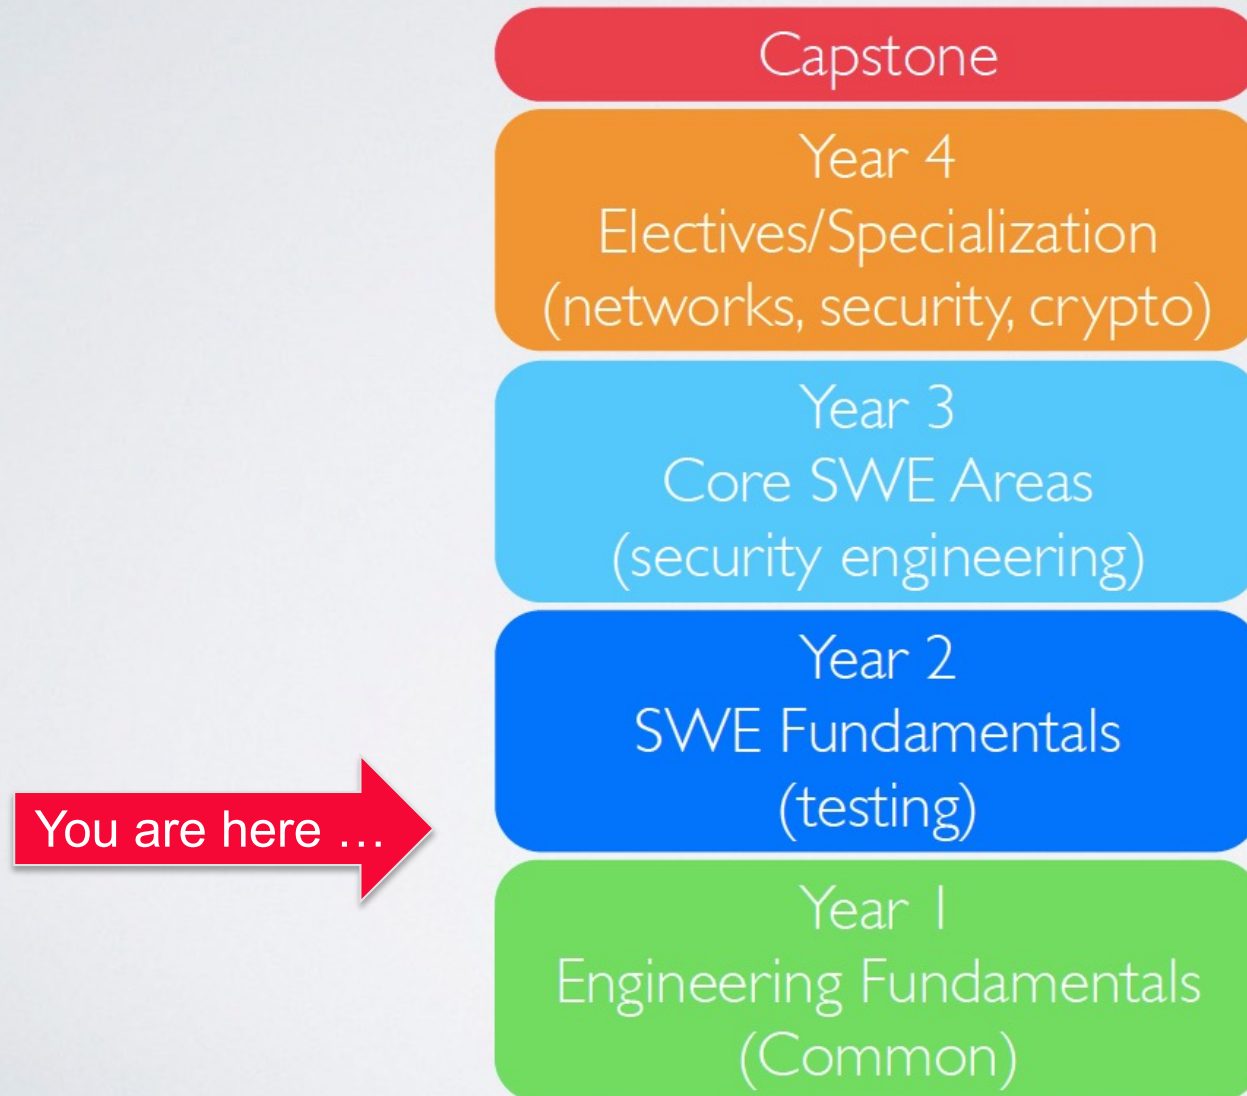 Capstone
Year 4
Electives/Specialization
(networks, security, crypto)
Year 3
Core SWE Areas
(security engineering)
Year 2
SWE Fundamentals
(testing)
You are here …
Year 1
Engineering Fundamentals
(Common)